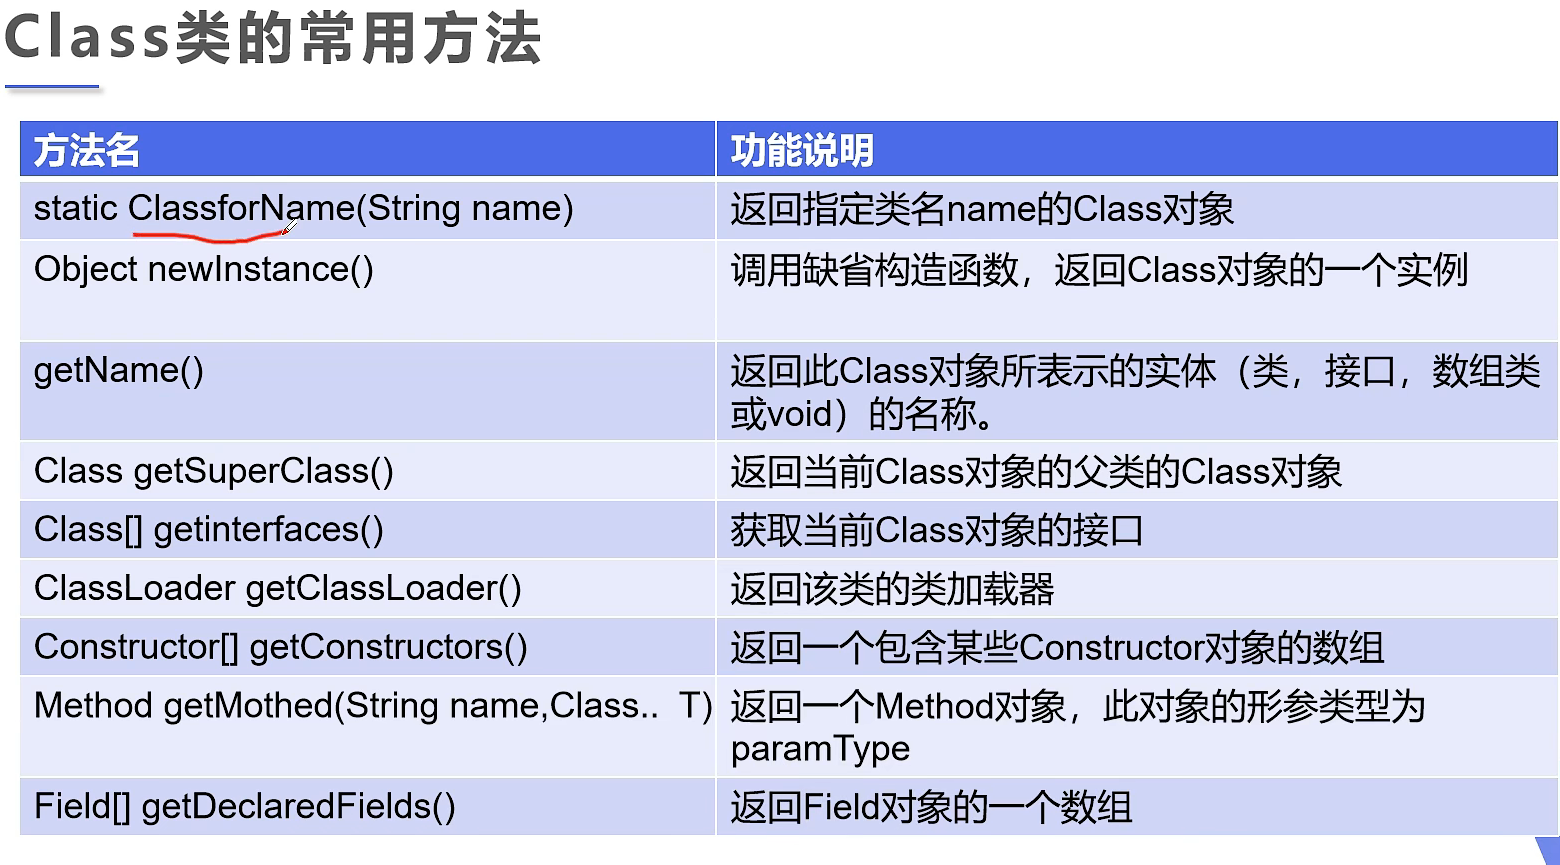 Class类的常用方法
方法名
功能说明
static ClassforName(String name)
返回指定类名name的Class对象
Object newInstance()
调用缺省构造函数，返回Class对象的一个实例
getName()
返回此Class对象所表示的实体（类，接口，数组类
或void）的名称。
Class getSuperClass()
返回当前Class对象的父类的Class对象
Class[] getinterfaces()
获取当前Class对象的接口
ClassLoader getClassLoader()
返回该类的类加载器
Constructor[] getConstructors()
返回一个包含某些Constructor对象的数组
Method getMothed(String name,Class..  T)
返回一个Method对象，此对象的形参类型为
paramType
Field[] getDeclaredFields()
返回Field对象的一个数组